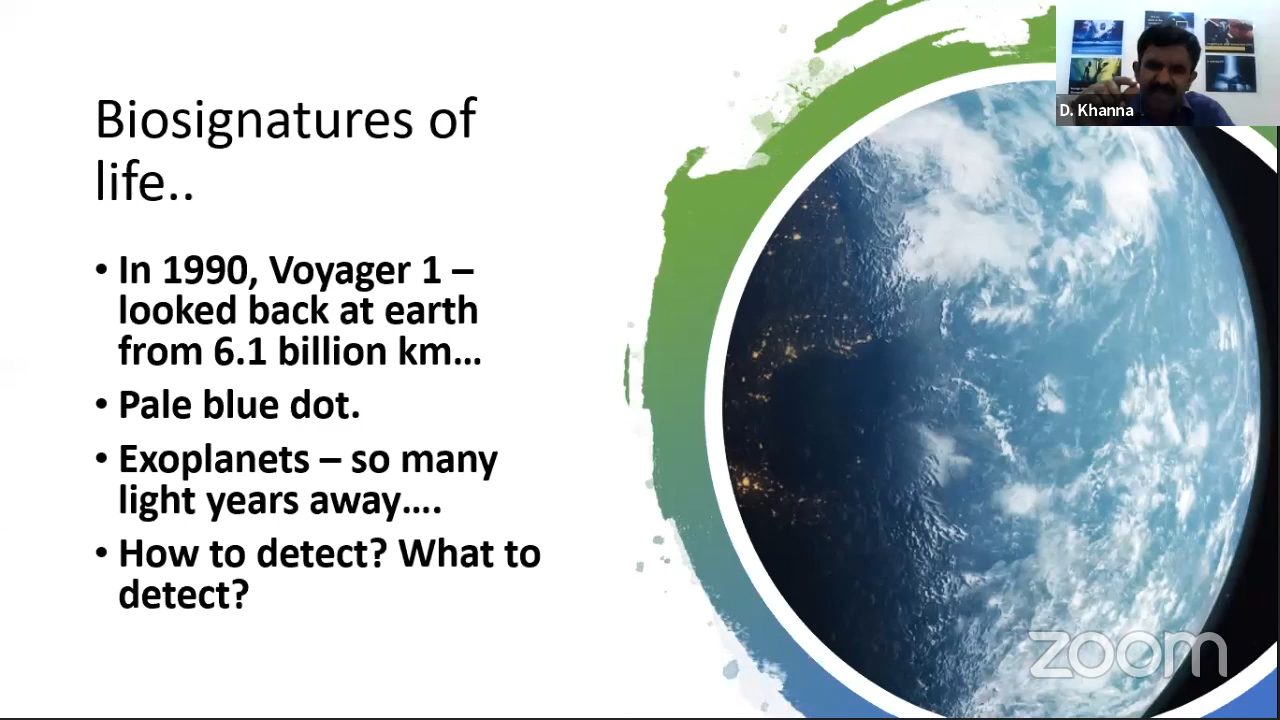 Biosignatures of
life..
• In 1990, Voyager 1 –
looked back at earth
from 6.1 billion km…
• Pale blue dot.
• Exoplanets – so many
light years away….
• How to detect? What to
detect?
D. Khanna
zoom